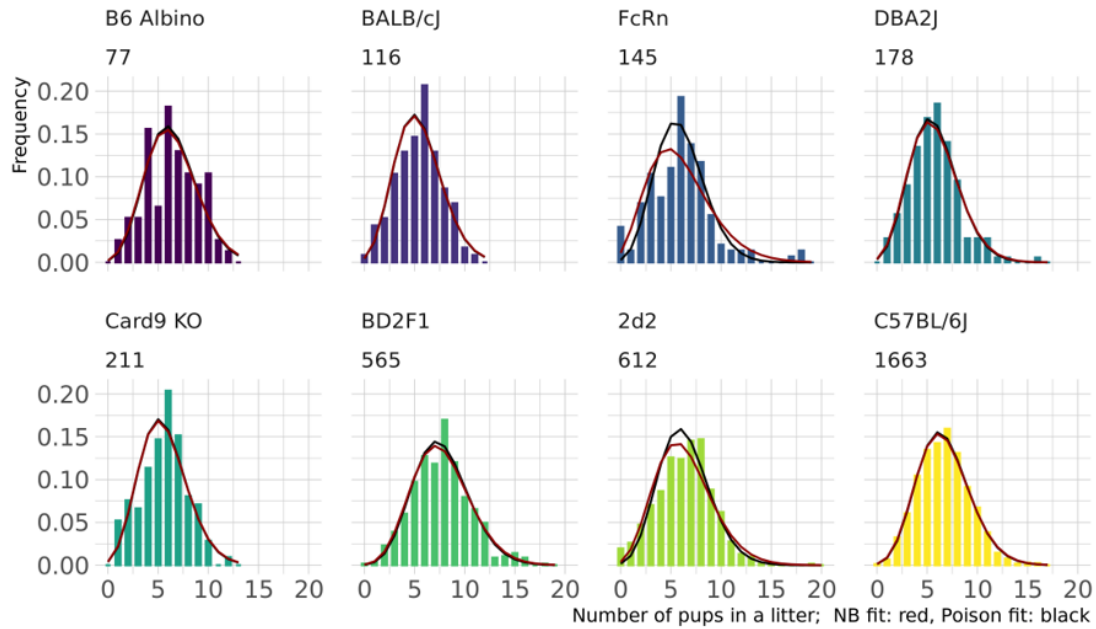 B6 Albino BALB/cJ FcRn DBA2J
77 116 145 178
Frequency
0.20
0.15
0.10
0.05
0.00
Card9 KO BD2F1 2d2 C57BL/6J
211 565 612 1663
0.20
0.15
0.10
0.05
0.00
0 5 10 15 20 0 5 10 15 20 0 5 10 15 20 0 5 10 15 20
Number of pups in a litter; NB fit: red, Poison fit: black